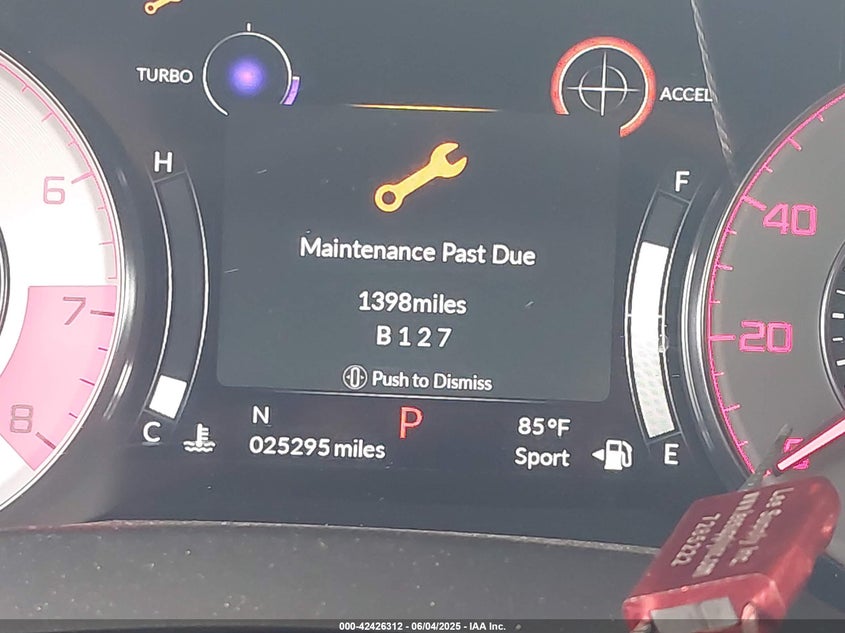 TURBO
ACCEL
H
F
6
7
8
40
20
Maintenance Past Due
1398miles
B 1 2 7
Push to Dismiss
C
N
025295 miles
P
85°F
Sport
E
000-42426312 - 06/04/2025 - IAA Inc.